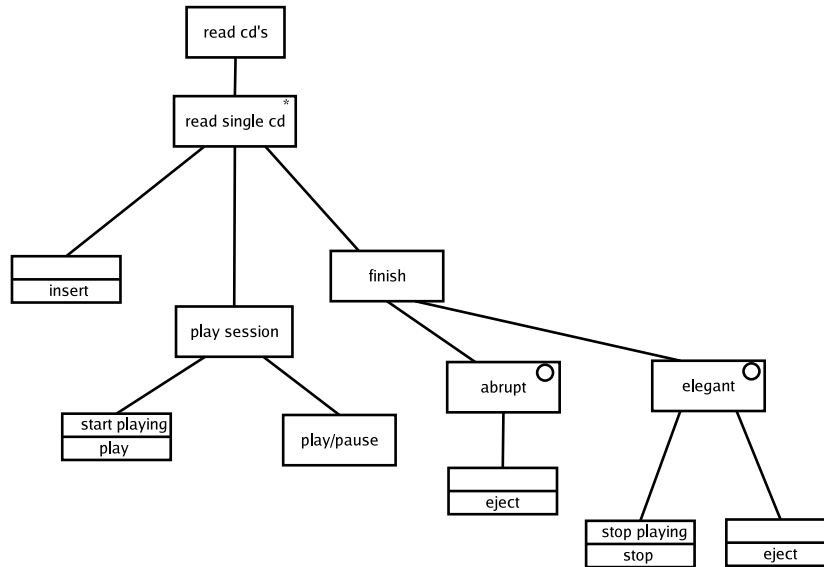 read cd's
*
read single cd
insert
finish
play session
abrupt
elegant
start playing
play
play/pause
eject
stop playing
stop
eject